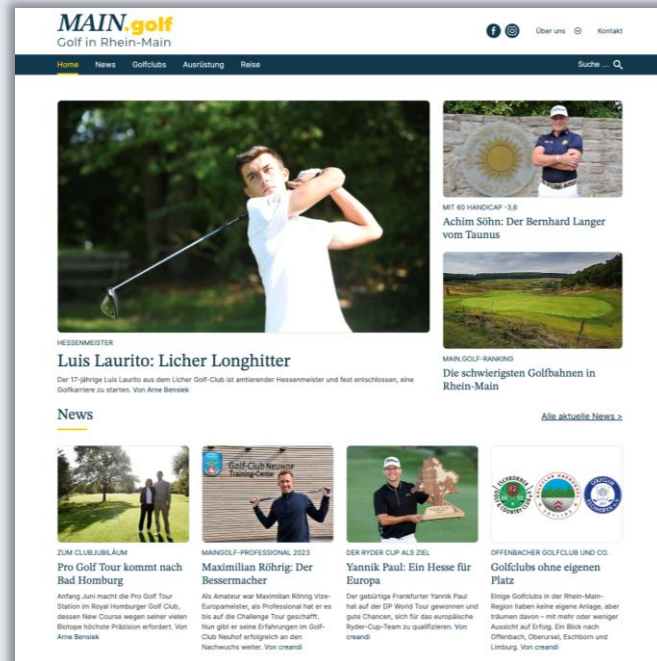 MAIN.golf
Golf in Rhein-Main
Über uns
Kontakt
Home News Golfclubs Ausrüstung Reise
Suche ...
HESSENMEISTER
Luis Laurito: Licher Longhitter
Der 17-jährige Luis Laurito aus dem Licher Golf-Club ist amtierender Hessenmeister und fest entschlossen, eine
Golfkarriere zu starten. Von Arne Bensiek
MIT 60 HANDICAP -3,6
Achim Söhn: Der Bernhard Langer
vom Taunus
MAIN.GOLF-RANKING
Die schwierigsten Golfbahnen in
Rhein-Main
News
Alle aktuelle News >
ZUM CLUBJUBILÄUM
Pro Golf Tour kommt nach
Bad Homburg
Anfang Juni macht die Pro Golf Tour
Station im Royal Homburger Golf Club,
dessen New Course wegen seiner vielen
Biotope höchste Präzision erfordert. Von
Arne Bensiek
Golf-Club Neuhof
Training-Center
MAINGOLF-PROFESSIONAL 2023
Maximilian Röhrig: Der
Bessermacher
Als Amateur war Maximilian Röhrig Vize-
Europameister, als Professional hat er es
bis auf die Challenge Tour geschafft.
Nun gibt er seine Erfahrungen im Golf-
Club Neuhof erfolgreich an den
Nachwuchs weiter. Von creandi
DER RYDER CUP ALS ZIEL
Yannik Paul: Ein Hesse für
Europa
Der gebürtige Frankfurter Yannik Paul
hat auf der DP World Tour gewonnen und
gute Chancen, sich für das europäische
Ryder-Cup-Team zu qualifizieren. Von
creandi
OFFENBACHER GOLFCLUB UND CO.
Golfclubs ohne eigenen
Platz
Einige Golfclubs in der Rhein-Main-
Region haben keine eigene Anlage, aber
träumen davon – mit mehr oder weniger
Aussicht auf Erfolg. Ein Blick nach
Offenbach, Oberursel, Eschborn und
Limburg. Von creandi